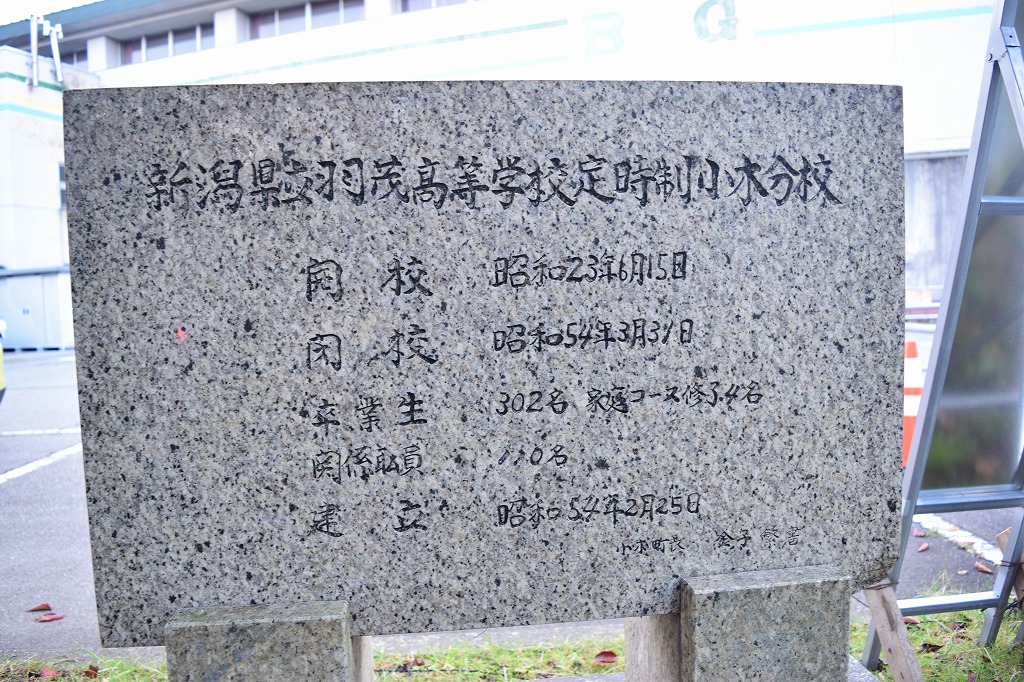 B G
新潟県立羽茂高等学校定時制小木分校
開校 昭和23年6月15日
閉校 昭和54年3月31日
卒業生 302名 家庭コース修了4名
関係職員 110名
建立 昭和54年2月25日
小木町長 金子 繁喜